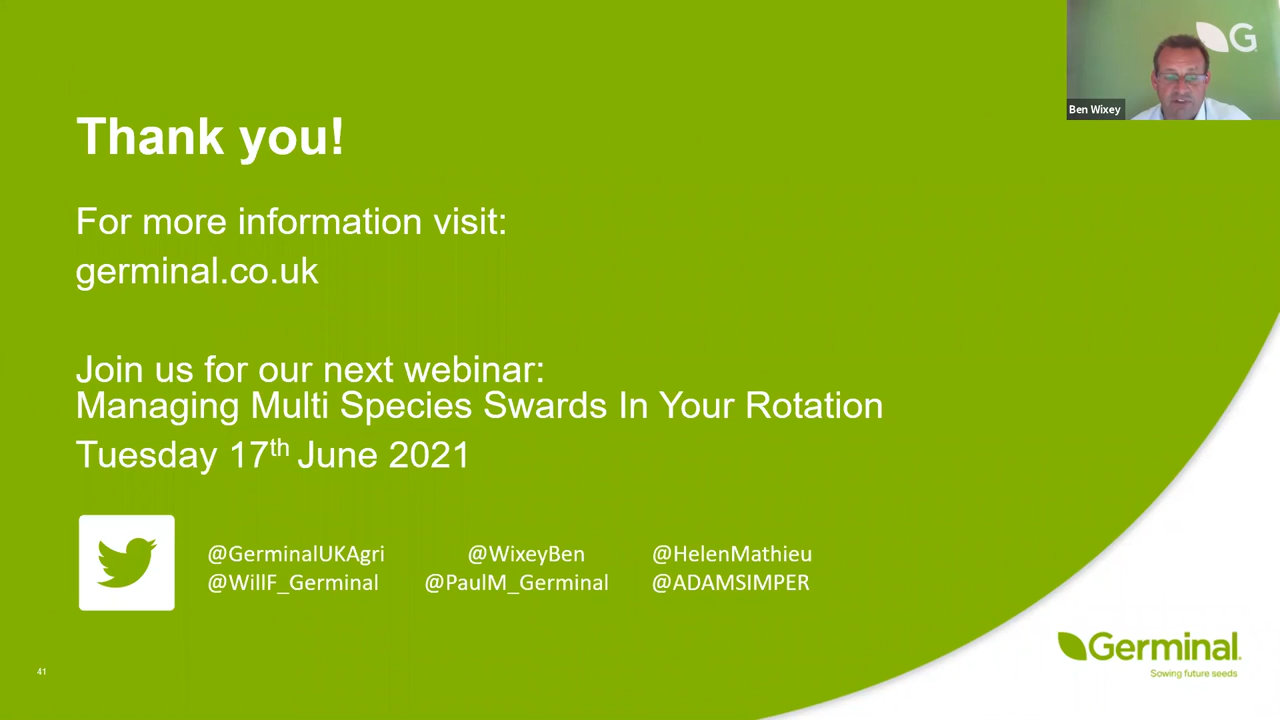 G
Ben Wixey
Thank you!
For more information visit:
germinal.co.uk
Join us for our next webinar:
Managing Multi Species Swards In Your Rotation
Tuesday 17th June 2021
@GerminalUKAgri @WixeyBen @HelenMathieu
@WillF_Germinal @PaulM_Germinal @ADAMSIMPER
Germinal
Sowing future seeds
41